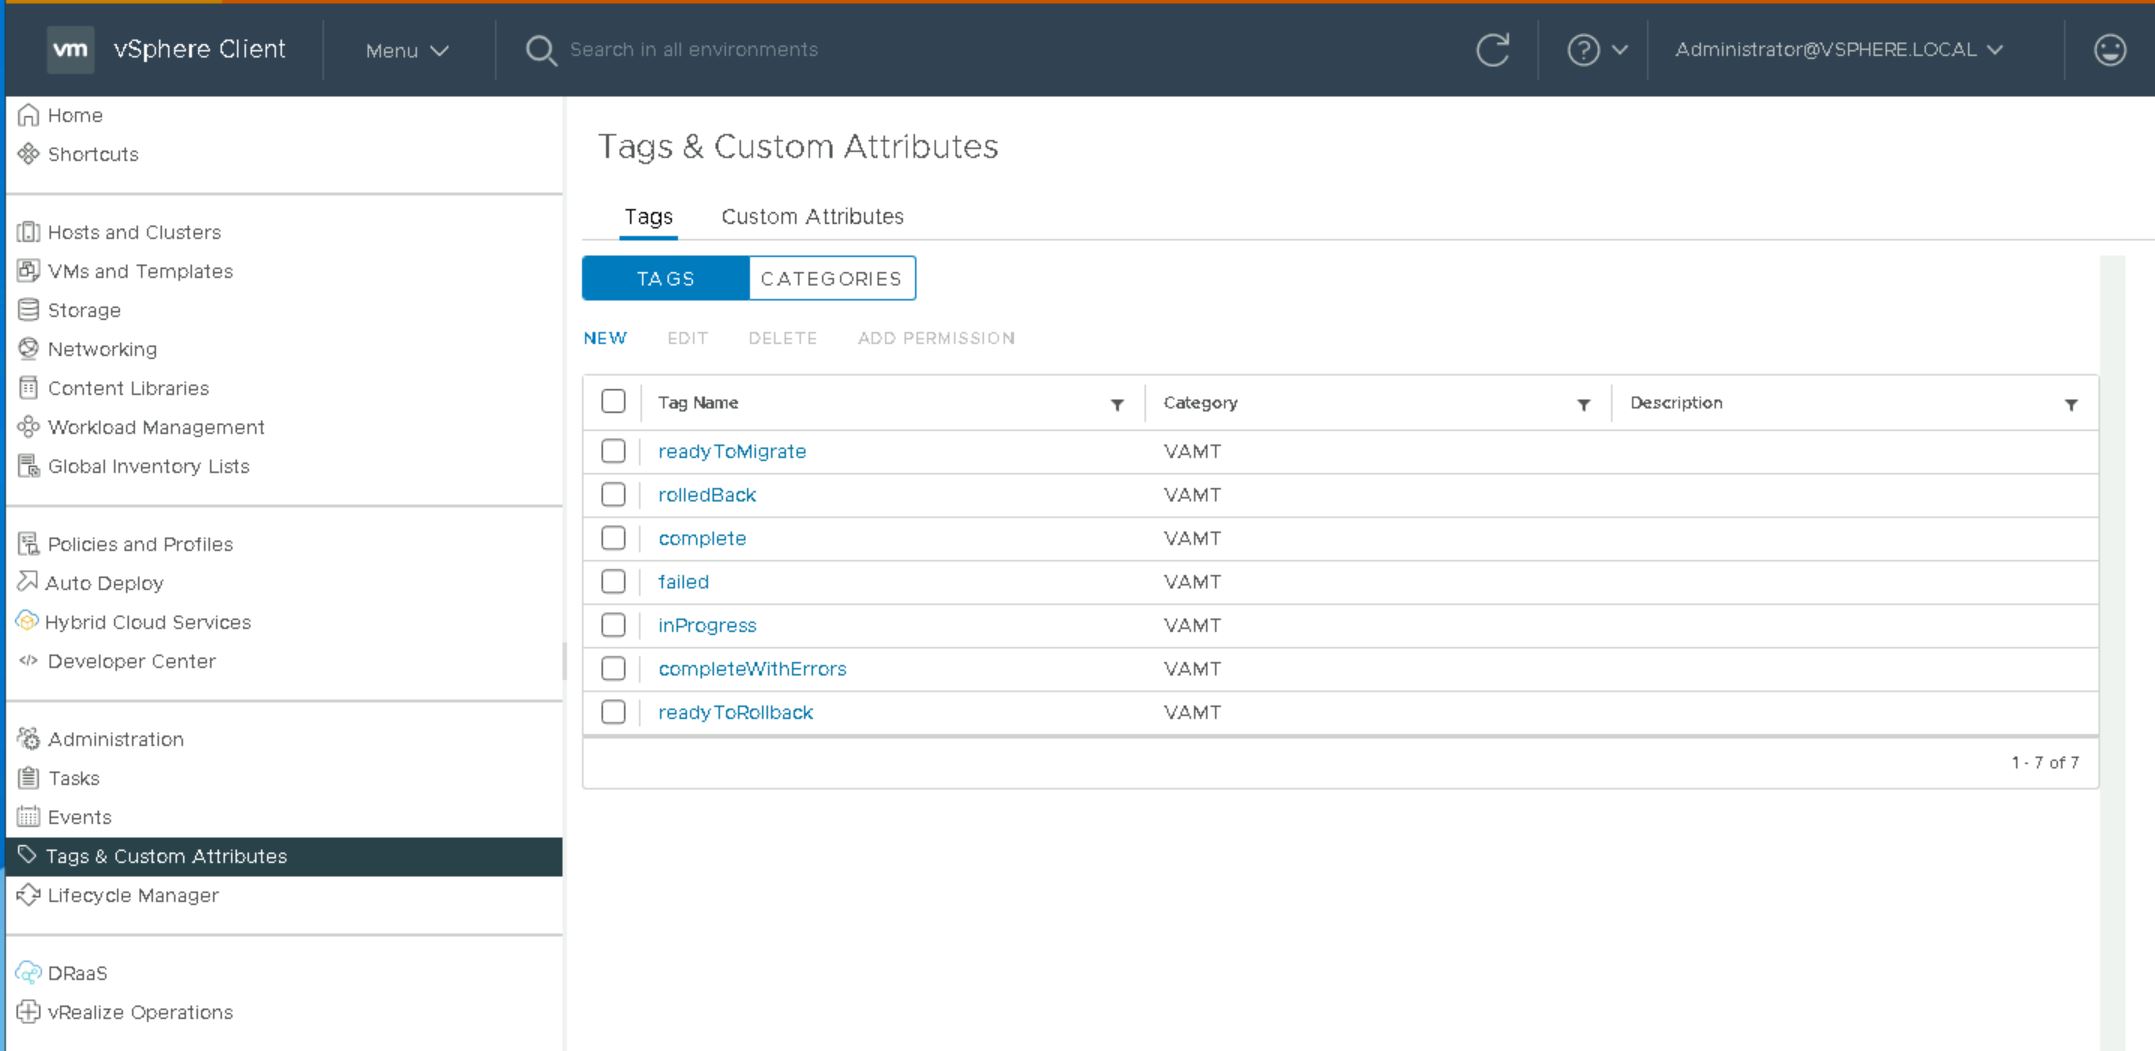 vm vSphere Client Menu Search in all environments ? Administrator@VSPHERE.LOCAL
Home
Shortcuts
Hosts and Clusters
VMs and Templates
Storage
Networking
Content Libraries
Workload Management
Global Inventory Lists
Policies and Profiles
Auto Deploy
Hybrid Cloud Services
</> Developer Center
Administration
Tasks
Events
Tags & Custom Attributes
Lifecycle Manager
DRaaS
vRealize Operations
Tags & Custom Attributes
Tags Custom Attributes
TAGS CATEGORIES
NEW EDIT DELETE ADD PERMISSION
Tag Name Category Description
readyToMigrate VAMT
rolledBack VAMT
complete VAMT
failed VAMT
inProgress VAMT
completeWithErrors VAMT
readyToRollback VAMT
1 - 7 of 7